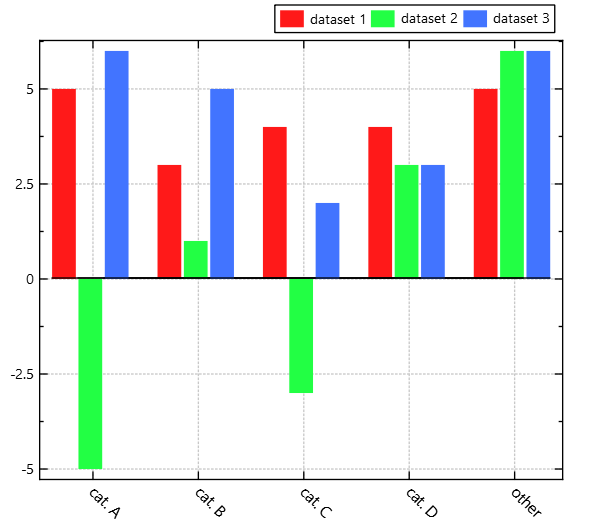 dataset 1 dataset 2 dataset 3
5
2.5
0
-2.5
-5
cat. A cat. B cat. C cat. D other